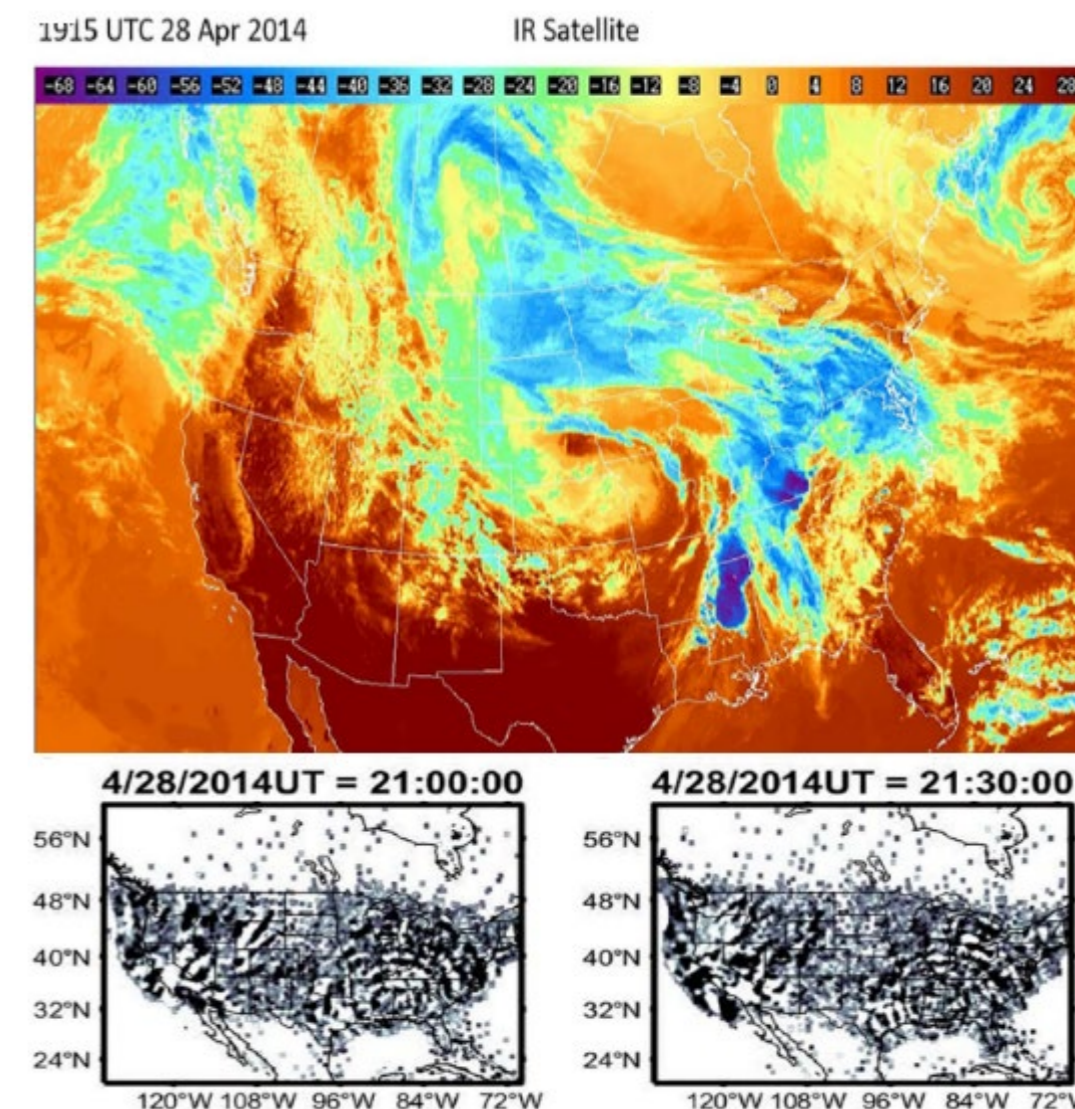 1915 UTC 28 Apr 2014 IR Satellite
-68 -64 -60 -56 -52 -48 -44 -40 -36 -32 -28 -24 -20 -16 -12 -8 -4 0 4 8 12 16 20 24 28
4/28/2014UT = 21:00:00 4/28/2014UT = 21:30:00
56°N 56°N
48°N 48°N
40°N 40°N
32°N 32°N
24°N 24°N
120°W 108°W 96°W 84°W 72°W 120°W 108°W 96°W 84°W 72°W